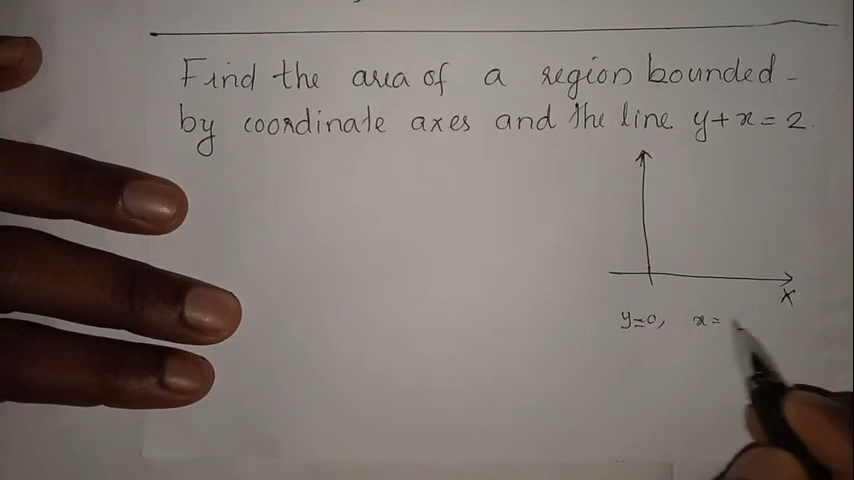 Find the area of a region bounded -
by coordinate axes and the line y+x=2.
X
y=0, x=